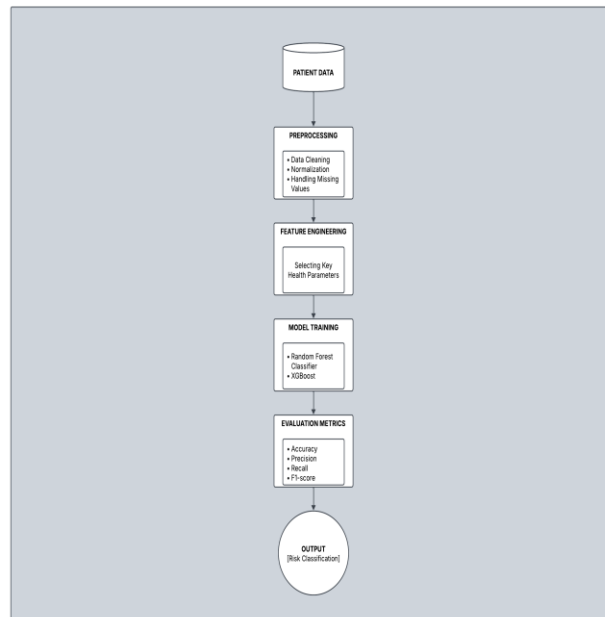 PATIENT DATA
PREPROCESSING
• Data Cleaning
• Normalization
• Handling Missing
Values
FEATURE ENGINEERING
Selecting Key
Health Parameters
MODEL TRAINING
• Random Forest
Classifier
• XGBoost
EVALUATION METRICS
• Accuracy
• Precision
• Recall
• F1-score
OUTPUT
[Risk Classification]